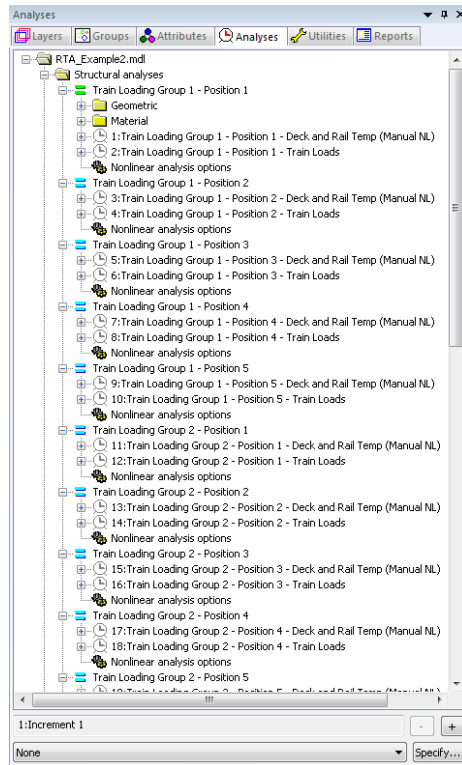 Analyses
Layers Groups Attributes Analyses Utilities Reports
RTA_Example2.mdl
Structural analyses
Train Loading Group 1 - Position 1
Geometric
Material
1:Train Loading Group 1 - Position 1 - Deck and Rail Temp (Manual NL)
2:Train Loading Group 1 - Position 1 - Train Loads
Nonlinear analysis options
Train Loading Group 1 - Position 2
3:Train Loading Group 1 - Position 2 - Deck and Rail Temp (Manual NL)
4:Train Loading Group 1 - Position 2 - Train Loads
Nonlinear analysis options
Train Loading Group 1 - Position 3
5:Train Loading Group 1 - Position 3 - Deck and Rail Temp (Manual NL)
6:Train Loading Group 1 - Position 3 - Train Loads
Nonlinear analysis options
Train Loading Group 1 - Position 4
7:Train Loading Group 1 - Position 4 - Deck and Rail Temp (Manual NL)
8:Train Loading Group 1 - Position 4 - Train Loads
Nonlinear analysis options
Train Loading Group 1 - Position 5
9:Train Loading Group 1 - Position 5 - Deck and Rail Temp (Manual NL)
10:Train Loading Group 1 - Position 5 - Train Loads
Nonlinear analysis options
Train Loading Group 2 - Position 1
11:Train Loading Group 2 - Position 1 - Deck and Rail Temp (Manual NL)
12:Train Loading Group 2 - Position 1 - Train Loads
Nonlinear analysis options
Train Loading Group 2 - Position 2
13:Train Loading Group 2 - Position 2 - Deck and Rail Temp (Manual NL)
14:Train Loading Group 2 - Position 2 - Train Loads
Nonlinear analysis options
Train Loading Group 2 - Position 3
15:Train Loading Group 2 - Position 3 - Deck and Rail Temp (Manual NL)
16:Train Loading Group 2 - Position 3 - Train Loads
Nonlinear analysis options
Train Loading Group 2 - Position 4
17:Train Loading Group 2 - Position 4 - Deck and Rail Temp (Manual NL)
18:Train Loading Group 2 - Position 4 - Train Loads
Nonlinear analysis options
Train Loading Group 2 - Position 5
19:Train Loading Group 2 - Position 5 - Deck and Rail Temp (Manual NL)
1:Increment 1
None Specify...